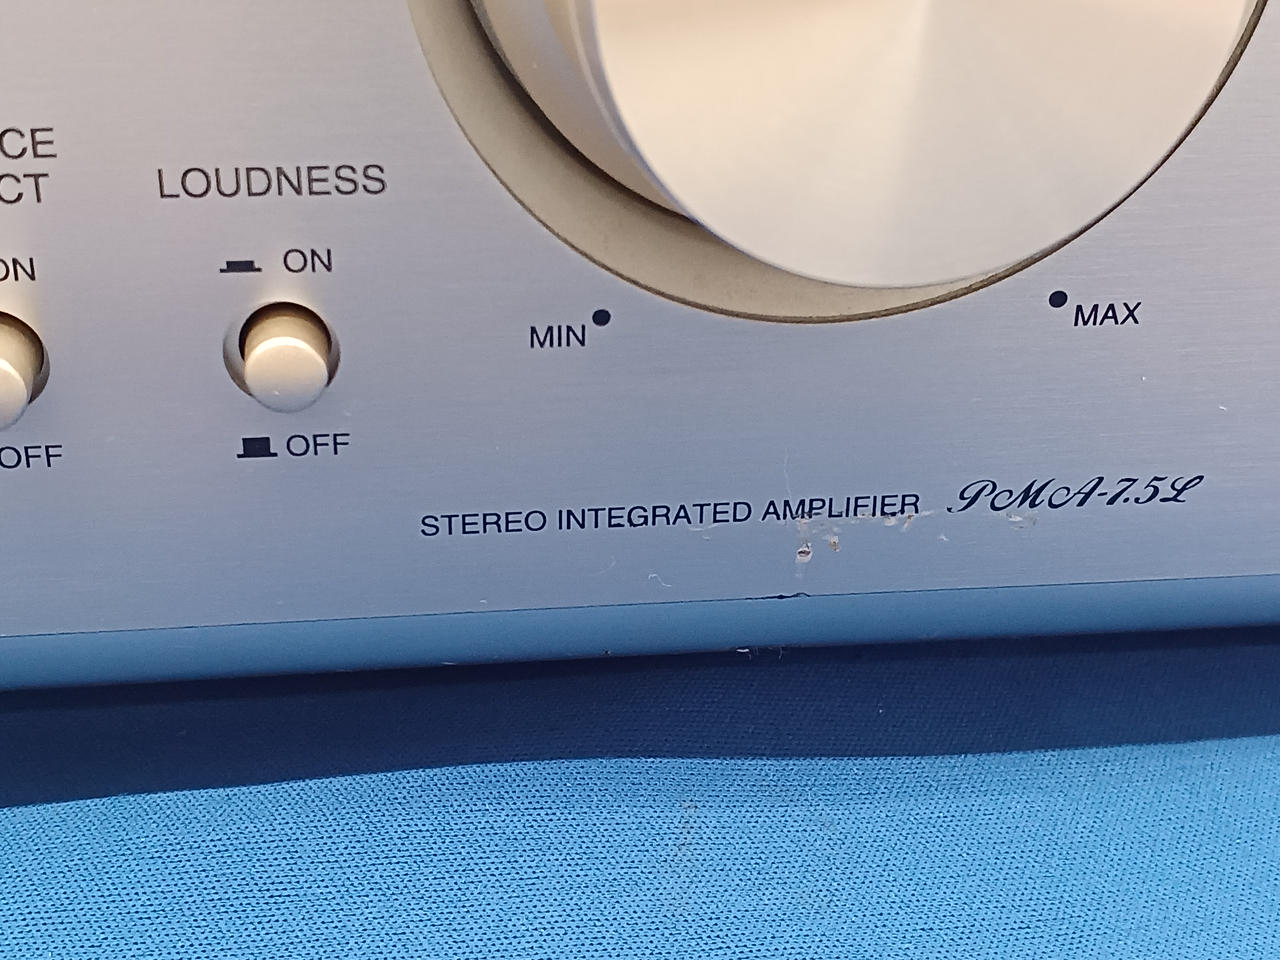 CE
CT
LOUDNESS
ON
ON
OFF
OFF
MIN
MAX
STEREO INTEGRATED AMPLIFIER PMA-7.5L